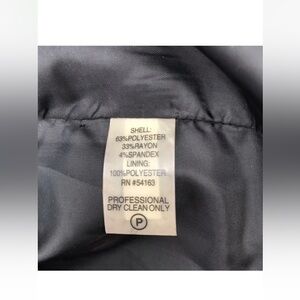 SHELL:
63%POLYESTER
33%RAYON
4%SPANDEX
LINING:
100%POLYESTER
RN #54163
PROFESSIONAL
DRY CLEAN ONLY
P